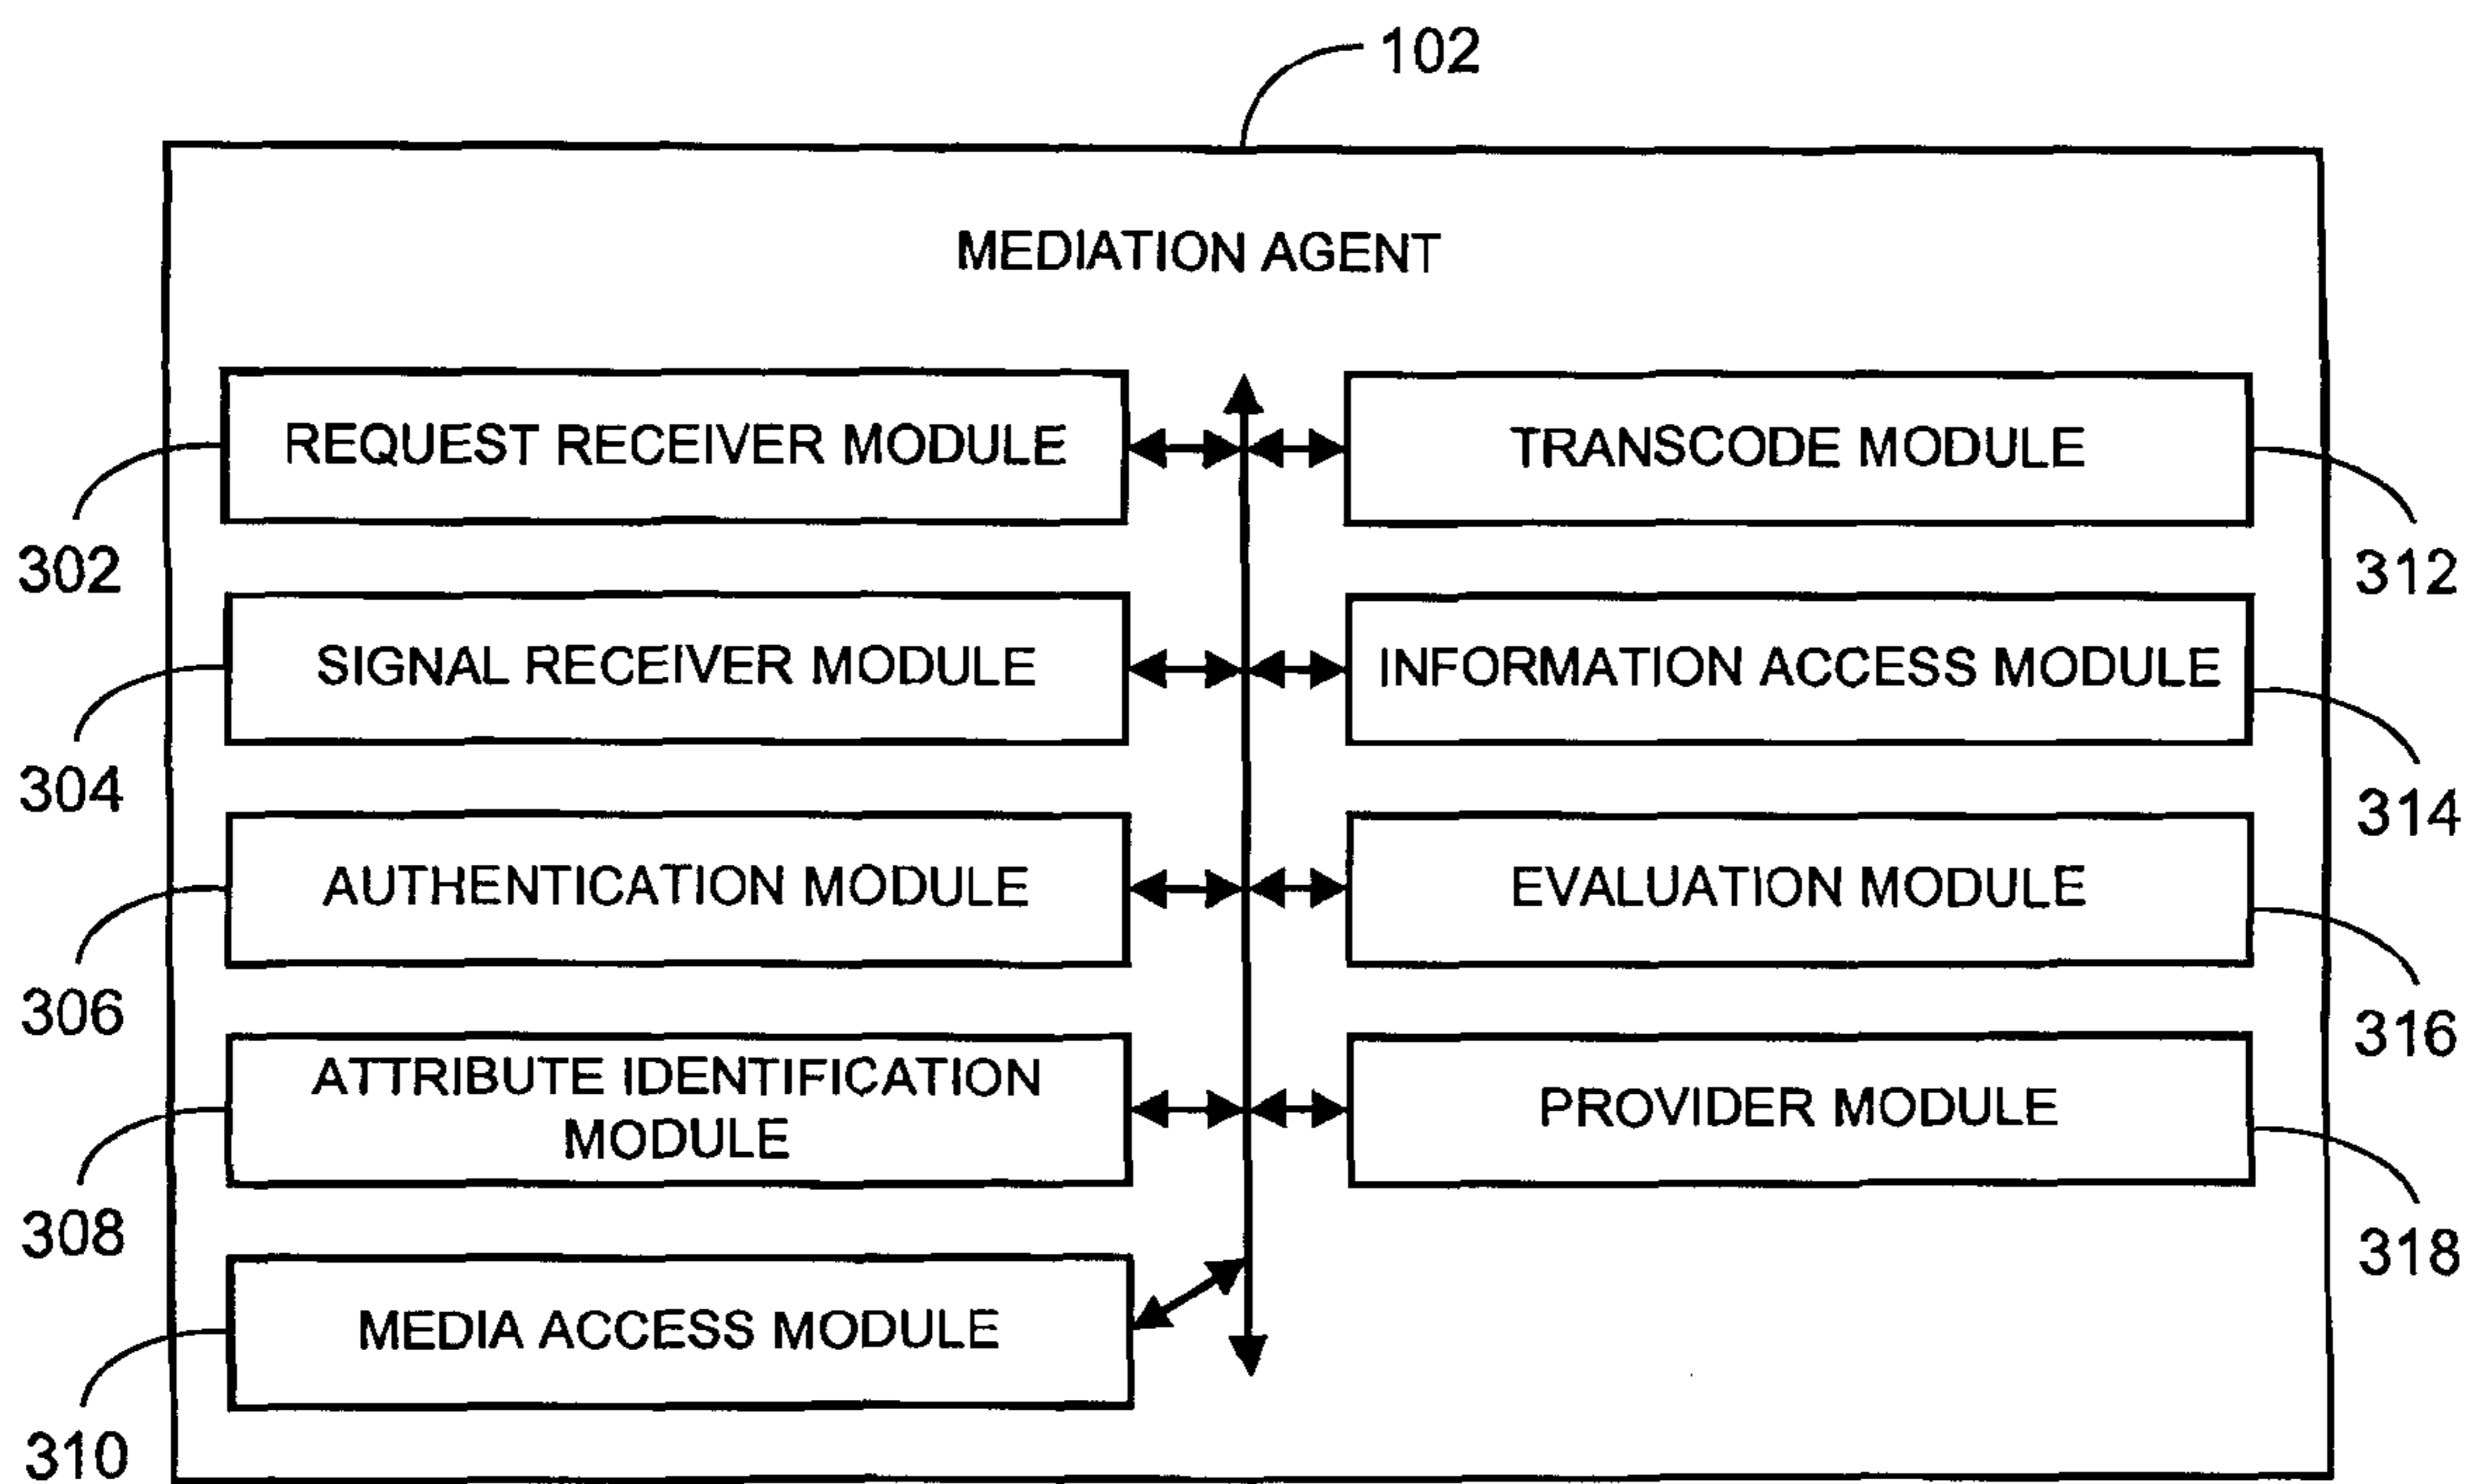 102
MEDIATION AGENT
REQUEST RECEIVER MODULE
TRANSCODE MODULE
302
312
SIGNAL RECEIVER MODULE
INFORMATION ACCESS MODULE
304
314
AUTHENTICATION MODULE
EVALUATION MODULE
306
316
ATTRIBUTE IDENTIFICATION
MODULE
PROVIDER MODULE
308
318
MEDIA ACCESS MODULE
310